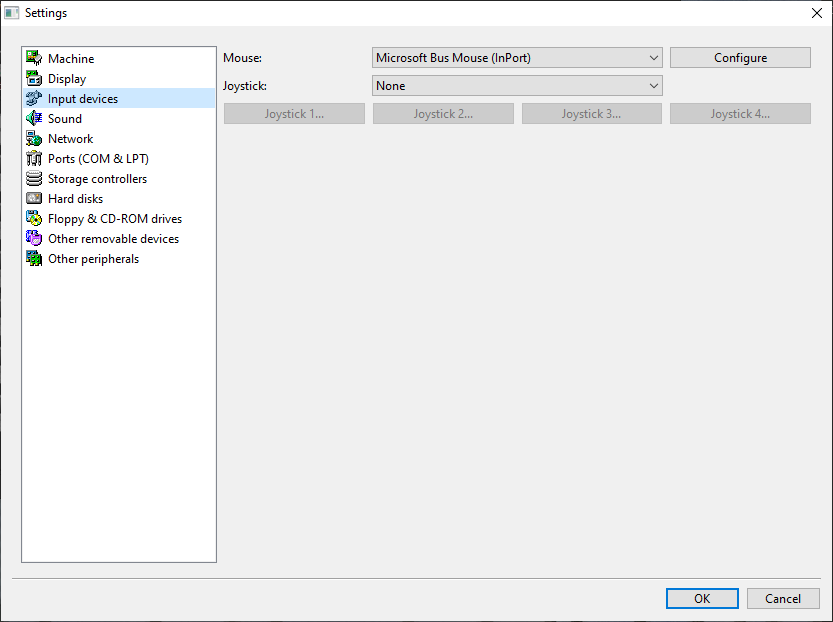 Settings
Machine
Display
Input devices
Sound
Network
Ports (COM & LPT)
Storage controllers
Hard disks
Floppy & CD-ROM drives
Other removable devices
Other peripherals
Mouse: Microsoft Bus Mouse (InPort) Configure
Joystick: None
Joystick 1... Joystick 2... Joystick 3... Joystick 4...
OK Cancel